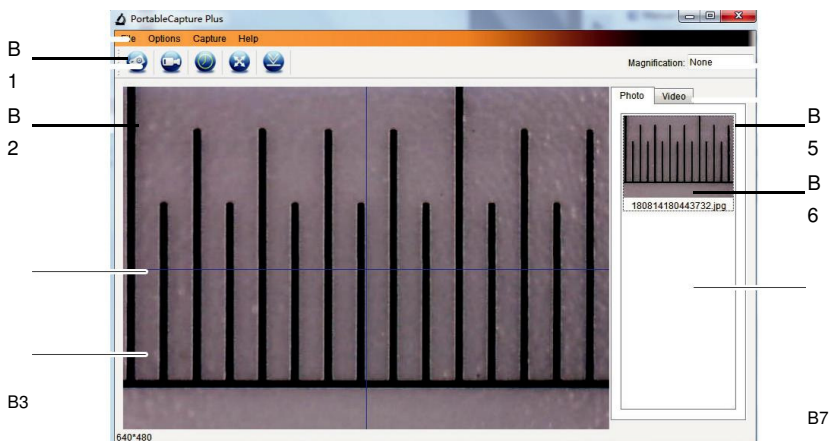 PortableCapture Plus
File Options Capture Help
B
1
Magnification: None
Photo Video
B
2
B
5
B
6
180814180443732.jpg
B3
B7
640*480